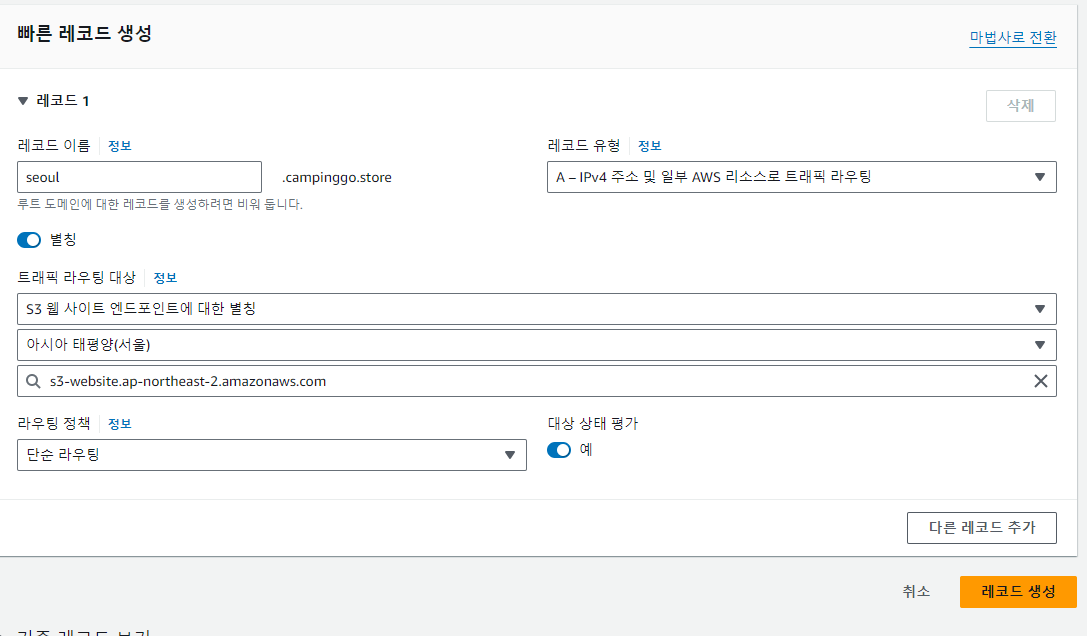 빠른 레코드 생성
마법사로 전환
레코드 1
삭제
레코드 이름 정보
레코드 유형 정보
seoul .campinggo.store
A – IPv4 주소 및 일부 AWS 리소스로 트래픽 라우팅
루트 도메인에 대한 레코드를 생성하려면 비워 둡니다.
별칭
트래픽 라우팅 대상 정보
S3 웹 사이트 엔드포인트에 대한 별칭
아시아 태평양(서울)
s3-website.ap-northeast-2.amazonaws.com
라우팅 정책 정보
대상 상태 평가
단순 라우팅
예
다른 레코드 추가
취소
레코드 생성